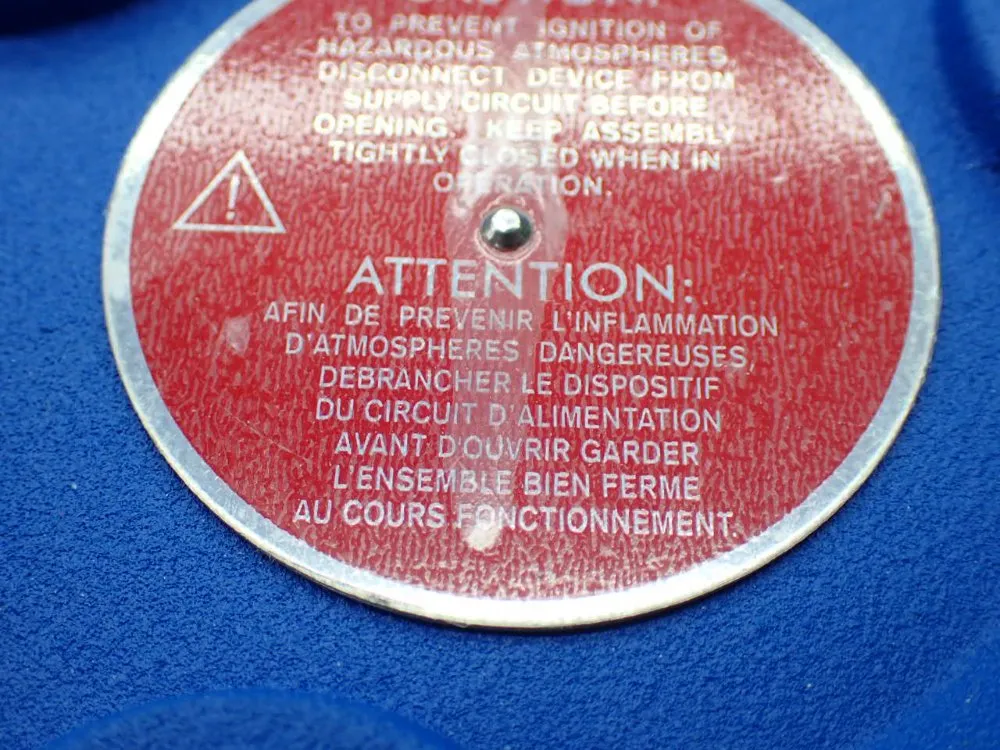 TO PREVENT IGNITION OF
HAZARDOUS ATMOSPHERES
DISCONNECT DEVICE FROM
SUPPLY CIRCUIT BEFORE
OPENING. KEEP ASSEMBLY
TIGHTLY CLOSED WHEN IN
OPERATION.
ATTENTION:
AFIN DE PREVENIR L'INFLAMMATION
D'ATMOSPHERES DANGEREUSES,
DEBRANCHER LE DISPOSITIF
DU CIRCUIT D'ALIMENTATION
AVANT D'OUVRIR GARDER
L'ENSEMBLE BIEN FERME
AU COURS FONCTIONNEMENT.